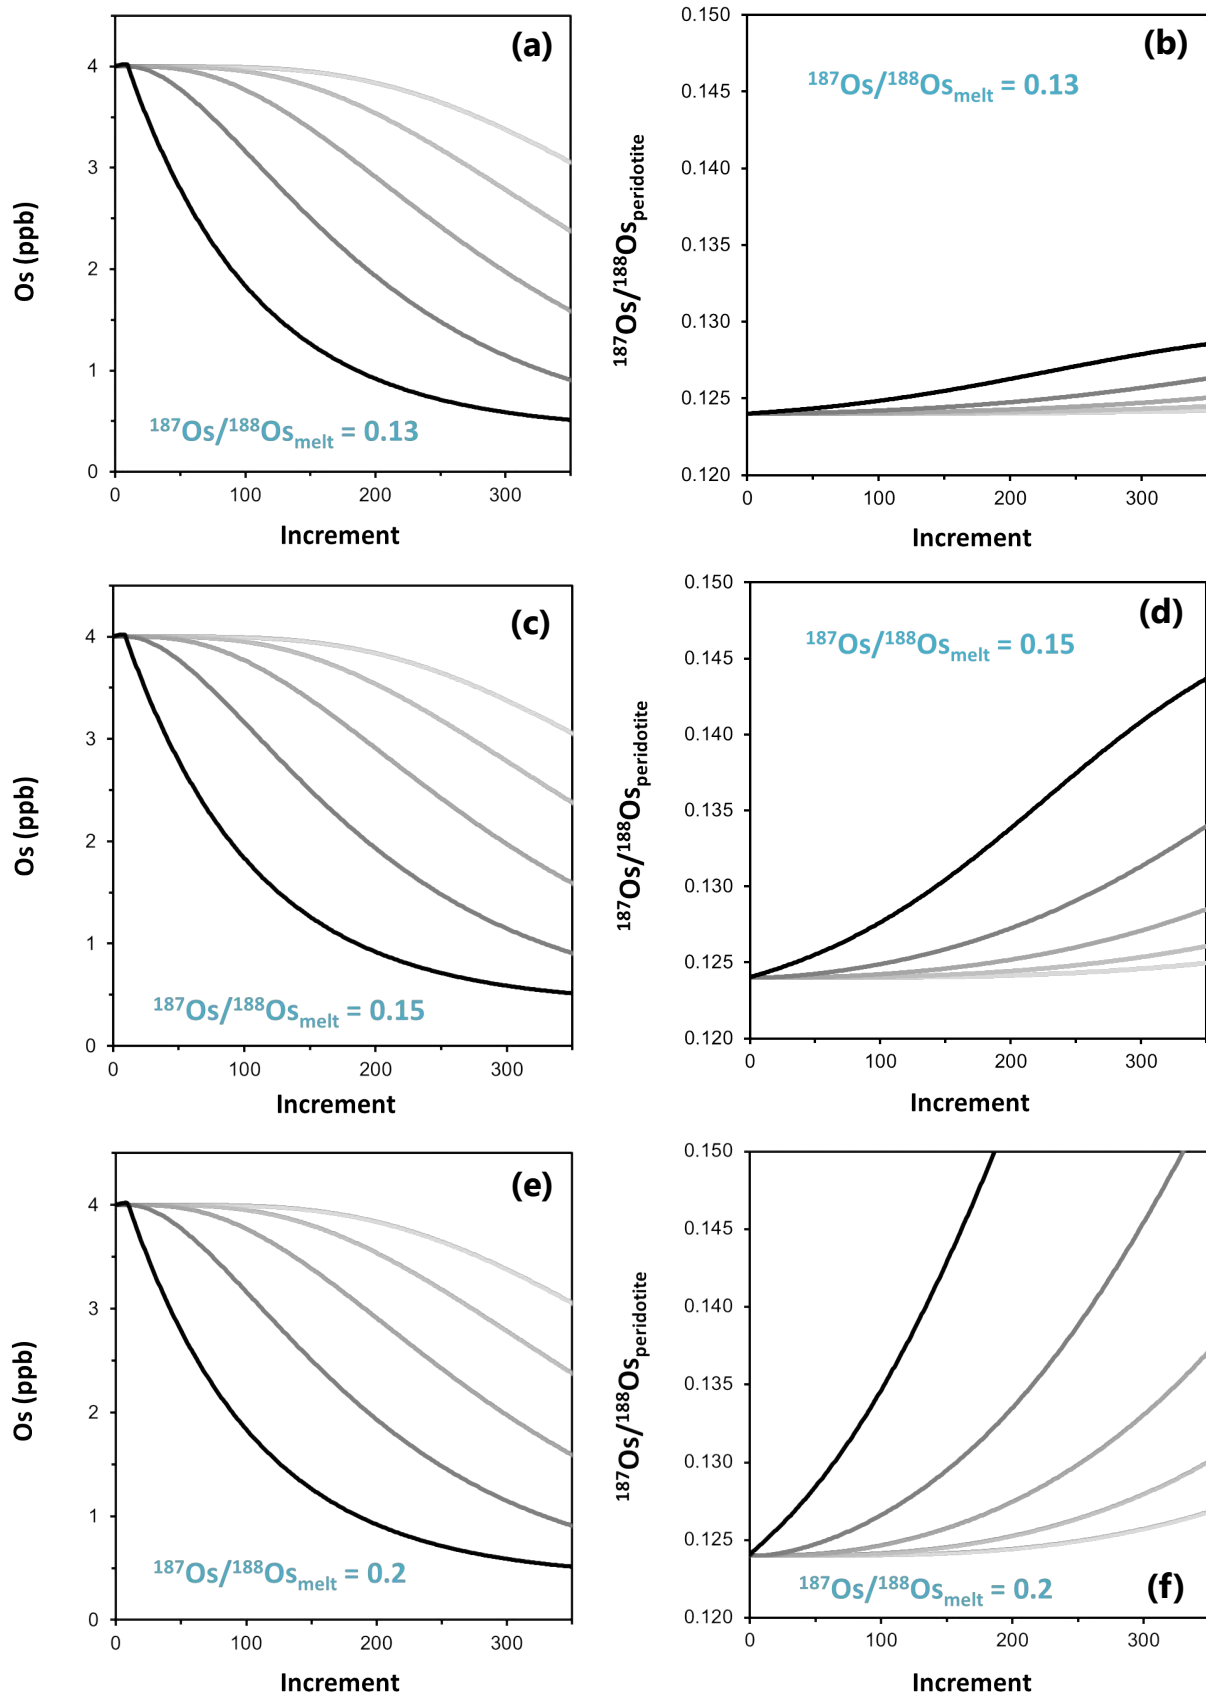 (a)
4
3
2
1
0
Os (ppb)
¹⁸⁷Os/¹⁸⁸Osmelt = 0.13
0 100 200 300
Increment
(b)
0.150
0.145
0.140
0.135
0.130
0.125
0.120
¹⁸⁷Os/¹⁸⁸Osperidotite
¹⁸⁷Os/¹⁸⁸Osmelt = 0.13
0 100 200 300
Increment
(c)
4
3
2
1
0
Os (ppb)
¹⁸⁷Os/¹⁸⁸Osmelt = 0.15
0 100 200 300
Increment
(d)
0.150
0.145
0.140
0.135
0.130
0.125
0.120
¹⁸⁷Os/¹⁸⁸Osperidotite
¹⁸⁷Os/¹⁸⁸Osmelt = 0.15
0 100 200 300
Increment
(e)
4
3
2
1
0
Os (ppb)
¹⁸⁷Os/¹⁸⁸Osmelt = 0.2
0 100 200 300
Increment
0.150
0.145
0.140
0.135
0.130
0.125
0.120
¹⁸⁷Os/¹⁸⁸Osperidotite
¹⁸⁷Os/¹⁸⁸Osmelt = 0.2
(f)
0 100 200 300
Increment